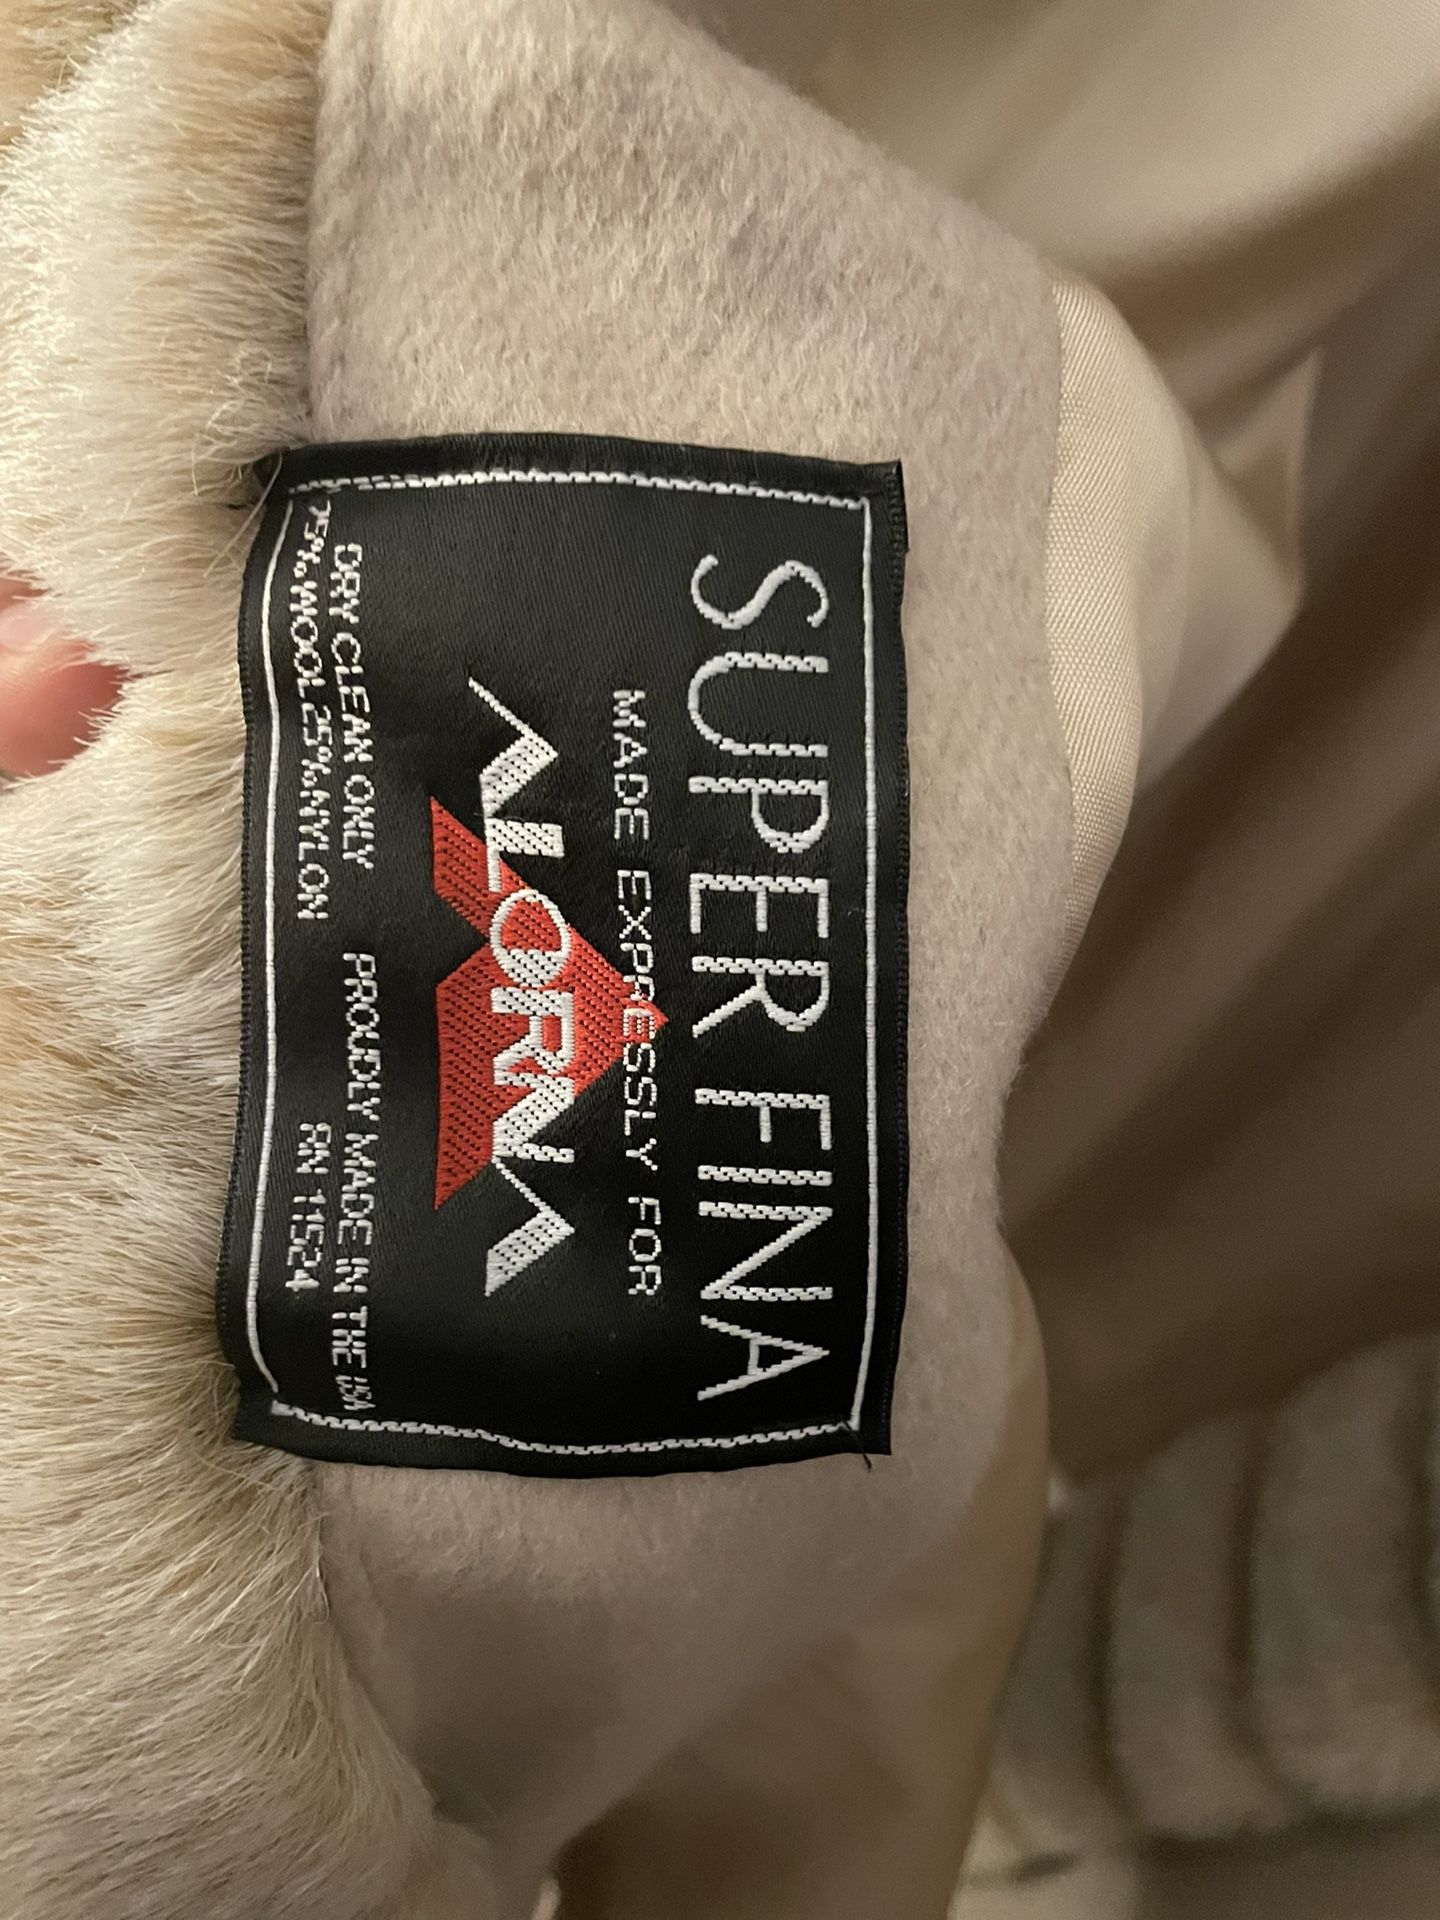 SUPER FINA
MADE EXPRESSLY FOR
ALORNA
DRY CLEAN ONLY PROUDLY MADE IN THE USA
75% WOOL 25% NYLON RN 11524